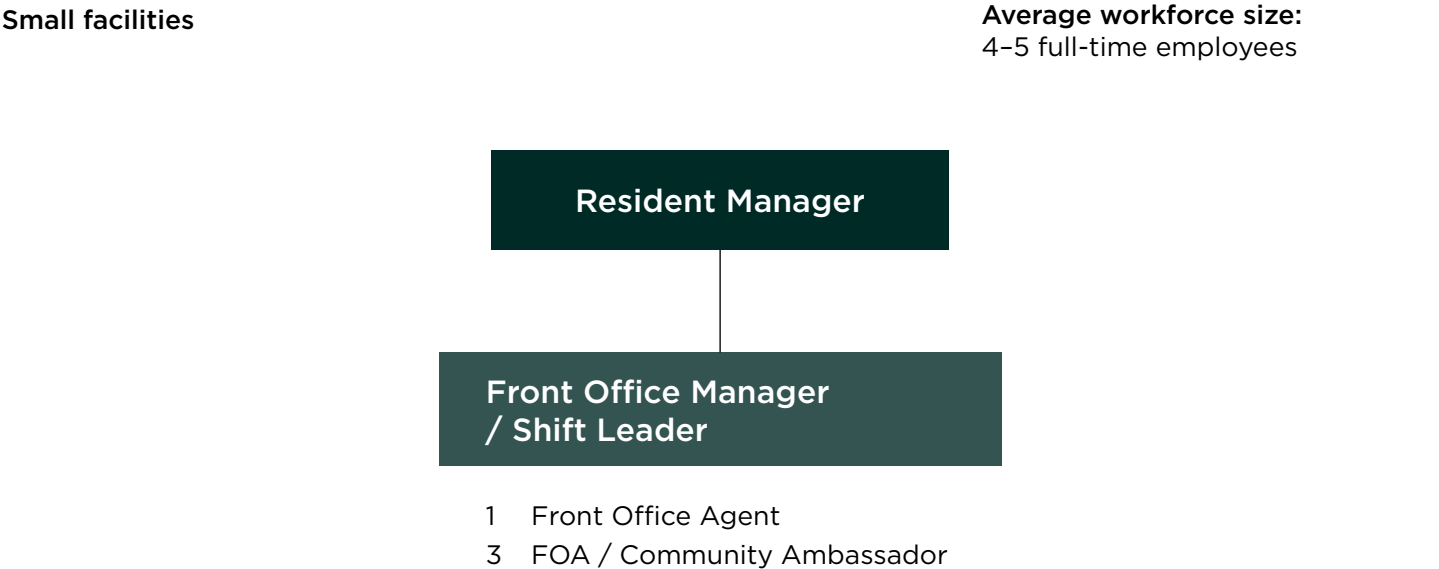 Small facilities
Average workforce size:
4–5 full-time employees
Resident Manager
Front Office Manager
/ Shift Leader
1 Front Office Agent
3 FOA / Community Ambassador